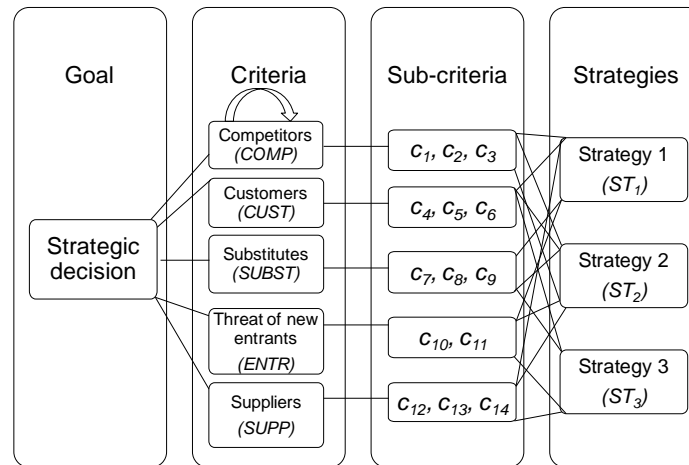 Goal
Criteria
Sub-criteria
Strategies
Competitors
(COMP)
Customers
(CUST)
Substitutes
(SUBST)
Threat of new
entrants
(ENTR)
Suppliers
(SUPP)
Strategic
decision
c1, c2, c3
c4, c5, c6
c7, c8, c9
c10, c11
c12, c13, c14
Strategy 1
(ST1)
Strategy 2
(ST2)
Strategy 3
(ST3)